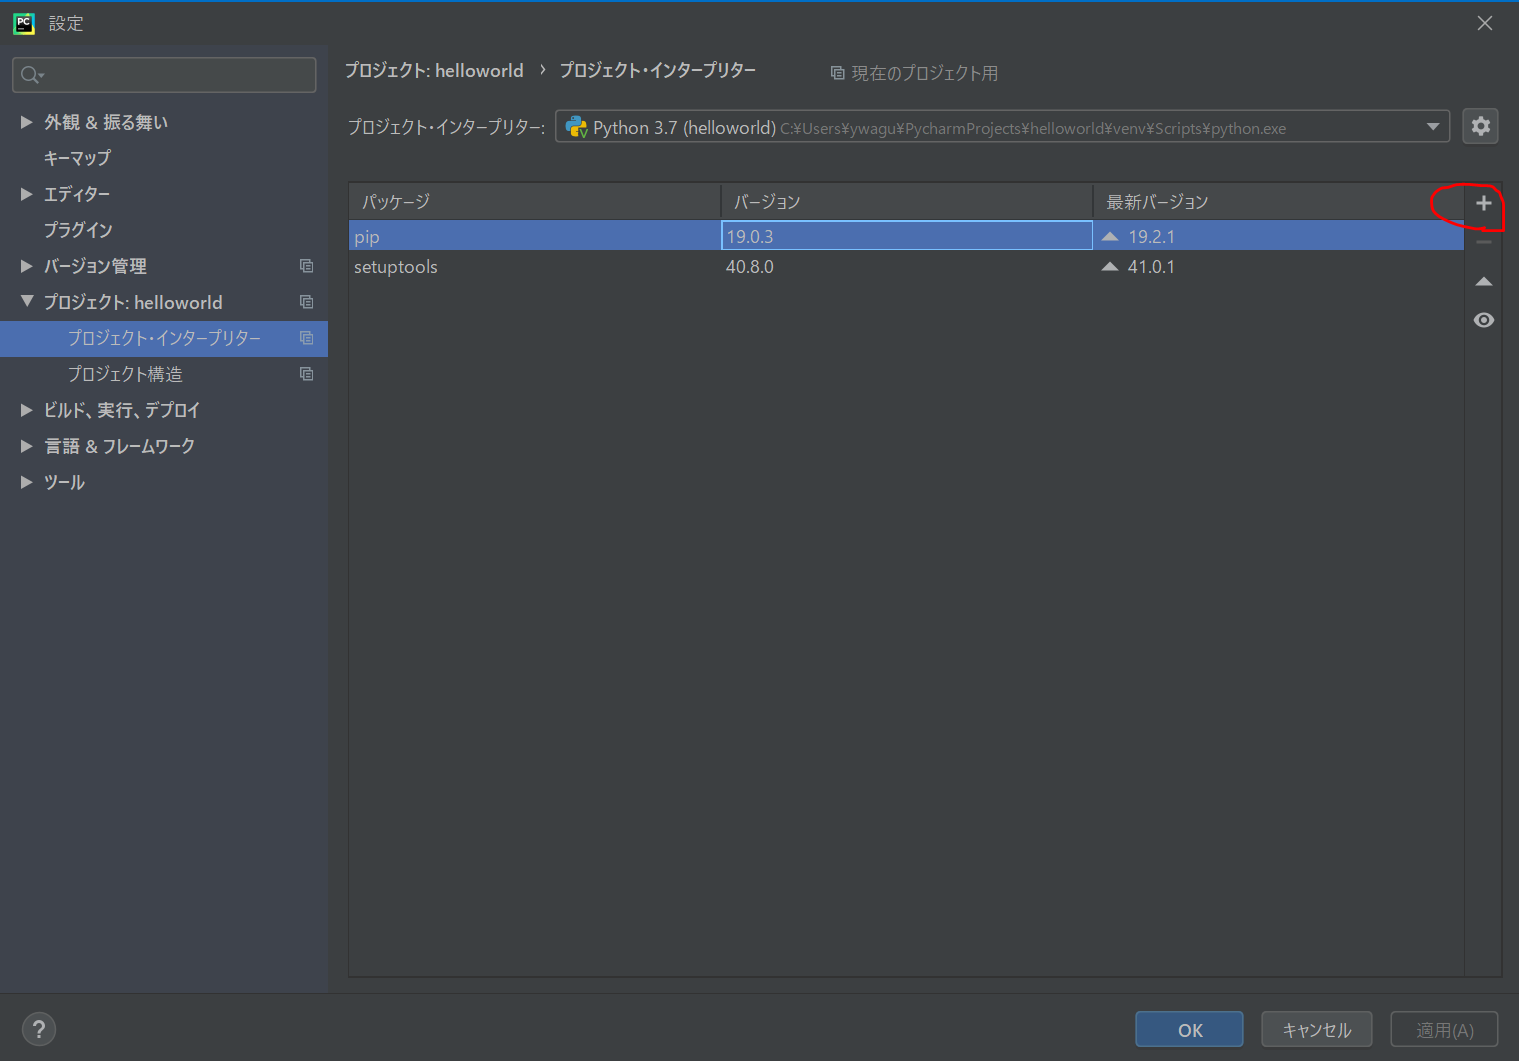 PC
設定
プロジェクト: helloworld › プロジェクト・インタープリター 現在のプロジェクト用
外観 & 振る舞い
キーマップ
エディター
プラグイン
バージョン管理
プロジェクト: helloworld
プロジェクト・インタープリター
プロジェクト構造
ビルド、実行、デプロイ
言語 & フレームワーク
ツール
プロジェクト・インタープリター: Python 3.7 (helloworld) C:¥Users¥ywagu¥PycharmProjects¥helloworld¥venv¥Scripts¥python.exe
パッケージ バージョン 最新バージョン
pip 19.0.3 19.2.1
setuptools 40.8.0 41.0.1
? OK キャンセル 適用(A)